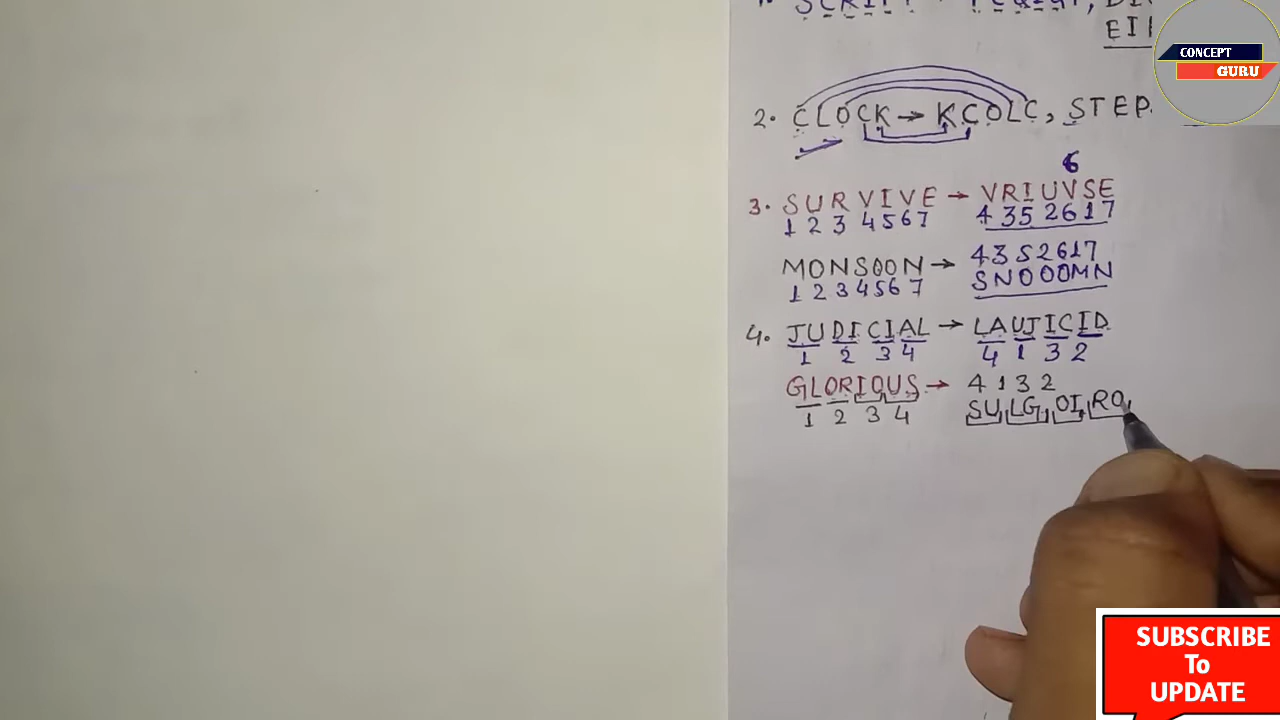 EI
CONCEPT
GURU
2. CLOCK → KCOLC, STEP.
6
3. SURVIVE → VRIUVSE
1 2 3 4 5 6 7 4 3 5 2 6 1 7
4 3 5 2 6 1 7
MONSOON → SNOOOMN
1 2 3 4 5 6 7
4. JUDICIAL → LAUJICID
1 2 3 4 4 1 3 2
GLORIOUS → 4 1 3 2
1 2 3 4 SU LG OI RO
SUBSCRIBE
To
UPDATE